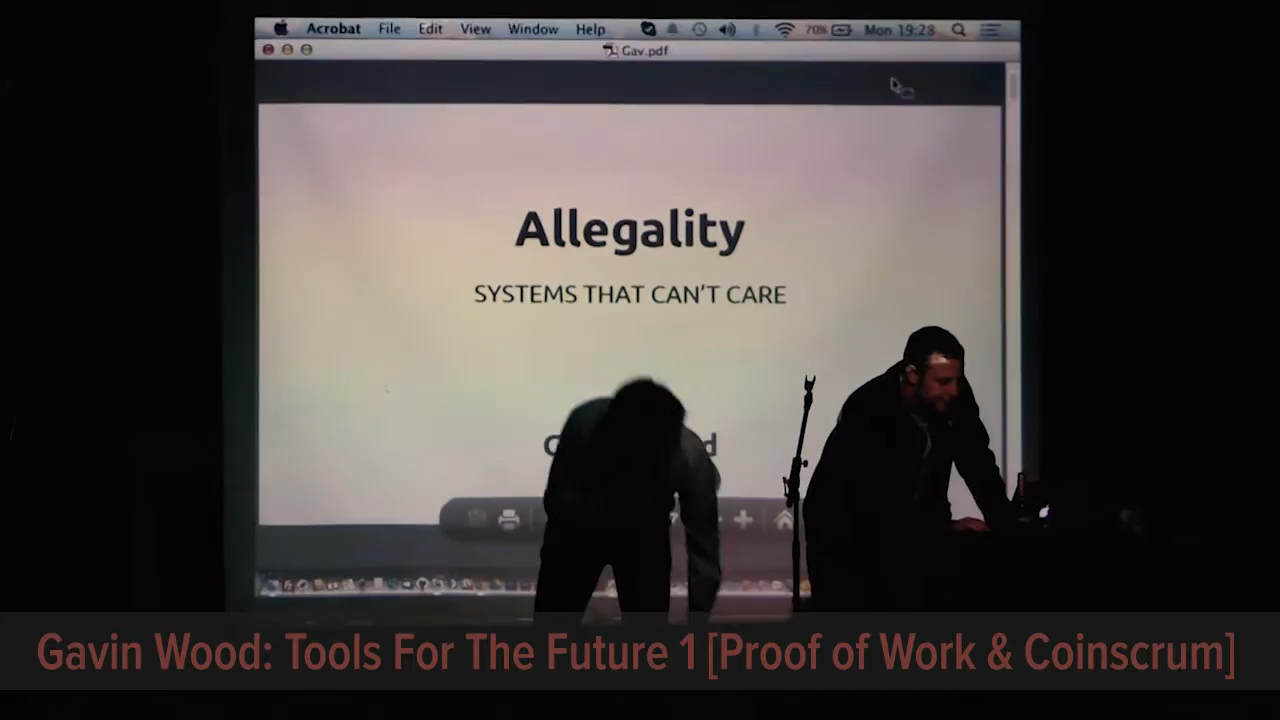 Acrobat File Edit View Window Help 70% Mon 19:28
Gav.pdf
Allegality
SYSTEMS THAT CAN'T CARE
Gavin Wood: Tools For The Future 1 [Proof of Work & Coinscrum]